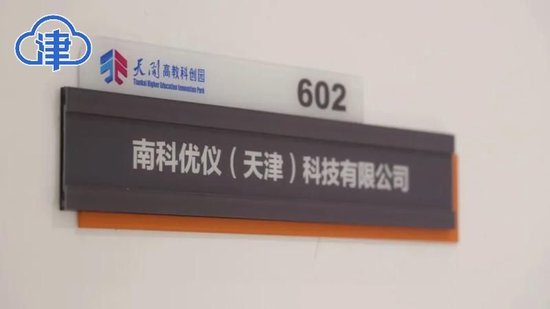 津
天开高教科创园
Tiankai Higher Education Innovation Park
602
南科优仪（天津）科技有限公司